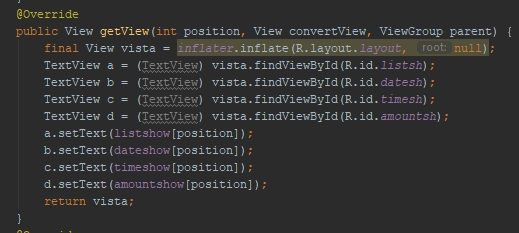 @Override
public View getView(int position, View convertView, ViewGroup parent) {
    final View vista = inflater.inflate(R.layout.layout, root: null);
    TextView a = (TextView) vista.findViewById(R.id.listsh);
    TextView b = (TextView) vista.findViewById(R.id.datesh);
    TextView c = (TextView) vista.findViewById(R.id.timesh);
    TextView d = (TextView) vista.findViewById(R.id.amountsh);
    a.setText(listshow[position]);
    b.setText(dateshow[position]);
    c.setText(timeshow[position]);
    d.setText(amountshow[position]);
    return vista;
}
@Override